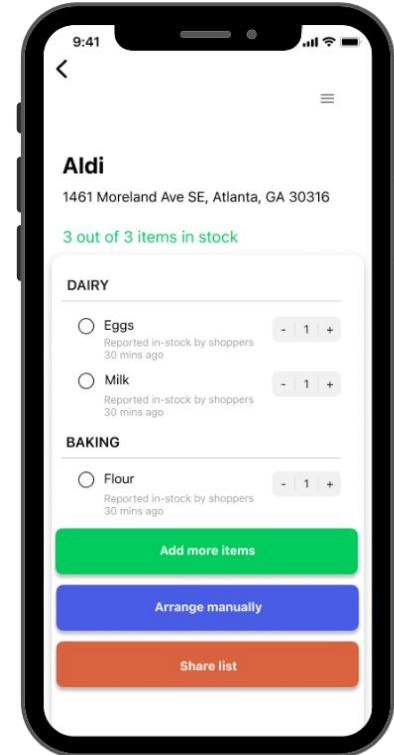 9:41
Aldi
1461 Moreland Ave SE, Atlanta, GA 30316
3 out of 3 items in stock
DAIRY
Eggs - 1 +
Reported in-stock by shoppers
30 mins ago
Milk - 1 +
Reported in-stock by shoppers
30 mins ago
BAKING
Flour - 1 +
Reported in-stock by shoppers
30 mins ago
Add more items
Arrange manually
Share list